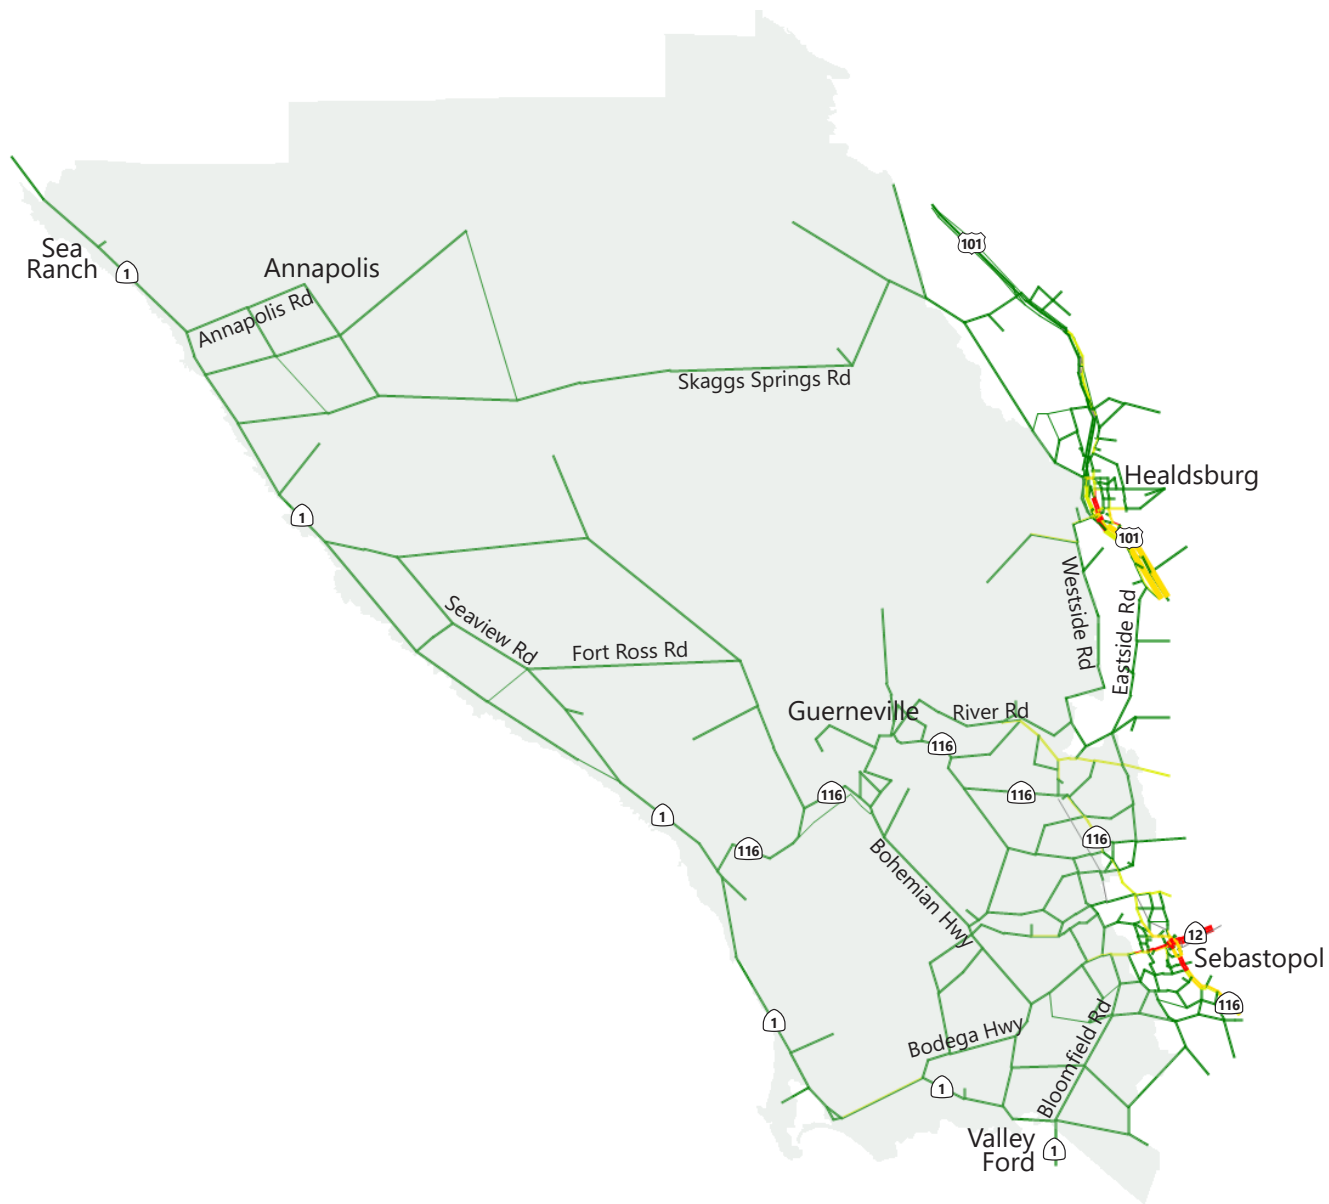 101
Sea
Ranch
1
Annapolis
Annapolis Rd
Skaggs Springs Rd
Healdsburg
1
101
Westside Rd
Eastside Rd
Seaview Rd
Fort Ross Rd
Guerneville
River Rd
116
116
116
1
116
116
Bohemian Hwy
12
Sebastopol
116
1
Bodega Hwy
Bloomfield Rd
1
Valley
Ford
1